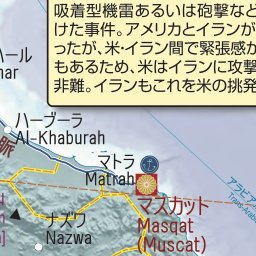 吸着型機雷あるいは砲撃など
けた事件。アメリカとイランが
ったが、米・イラン間で緊張感か
もあるため、米はイランに攻撃
非難。イランもこれを米の挑発
ハール
har
ハーブーラ
Al-Khaburah
脈
マトラ
Matrah
マスカット
Masqat
(Muscat)
ナズワ
Nazwa
アラビア
Trans-Arabia